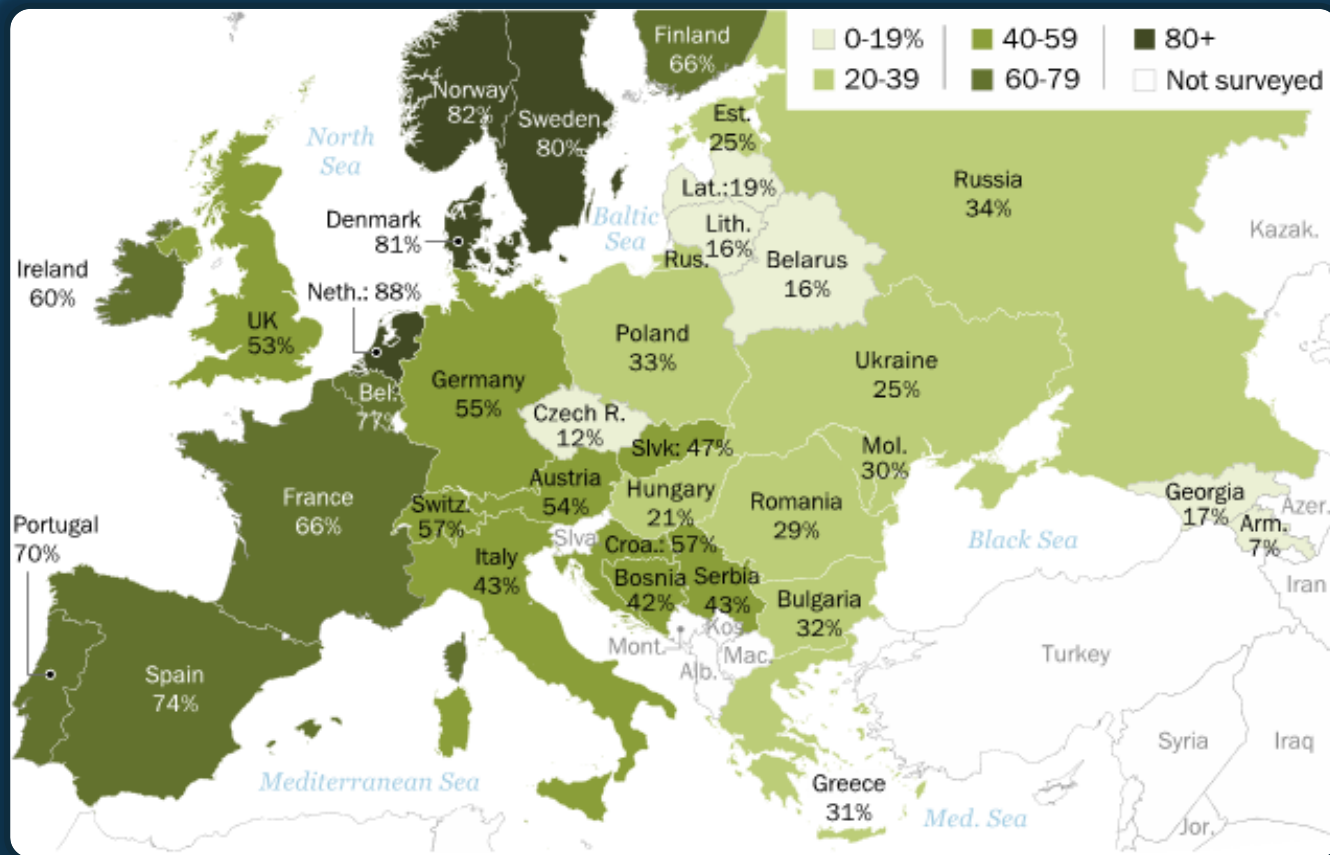 0-19%
20-39
40-59
60-79
80+
Not surveyed
Finland
66%
Norway
82%
Sweden
80%
North
Sea
Est.
25%
Russia
34%
Lat.:19%
Denmark
81%
Baltic
Sea
Lith.
16%
Rus.
Belarus
16%
Kazak.
Ireland
60%
Neth.: 88%
UK
53%
Poland
33%
Ukraine
25%
Germany
55%
Bel.
77%
Czech R.
12%
Slvk: 47%
Mol.
30%
Austria
54%
Hungary
21%
Romania
29%
France
66%
Switz.
57%
Georgia
17%
Azer.
Arm.
7%
Portugal
70%
Slva
Croa.: 57%
Black Sea
Italy
43%
Bosnia
42%
Serbia
43%
Bulgaria
32%
Iran
Kos.
Mont.
Mac.
Alb.
Turkey
Spain
74%
Syria
Iraq
Mediterranean Sea
Greece
31%
Med. Sea
Jor.